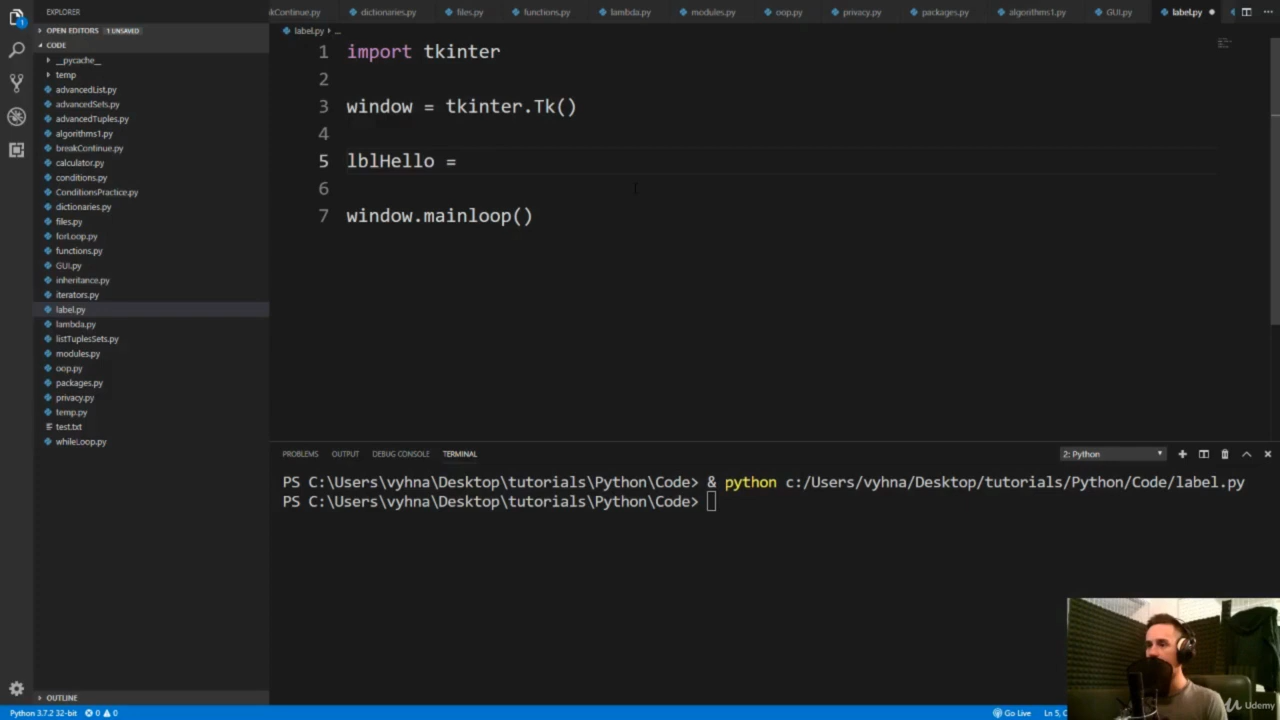 EXPLORER
kContinue.py dictionaries.py files.py functions.py lambda.py modules.py oop.py privacy.py packages.py algorithms1.py GUI.py label.py
OPEN EDITORS 1 UNSAVED
label.py › ...
CODE
__pycache__
temp
advancedList.py
advancedSets.py
advancedTuples.py
algorithms1.py
breakContinue.py
calculator.py
conditions.py
ConditionsPractice.py
dictionaries.py
files.py
forLoop.py
functions.py
GUI.py
inheritance.py
iterators.py
label.py
lambda.py
listTuplesSets.py
modules.py
oop.py
packages.py
privacy.py
temp.py
test.txt
whileLoop.py
OUTLINE
1 import tkinter
2
3 window = tkinter.Tk()
4
5 lblHello =
6
7 window.mainloop()
PROBLEMS OUTPUT DEBUG CONSOLE TERMINAL 2: Python
PS C:\Users\vyhna\Desktop\tutorials\Python\Code> & python c:/Users/vyhna/Desktop/tutorials/Python/Code/label.py
PS C:\Users\vyhna\Desktop\tutorials\Python\Code>
Udemy
Python 3.7.2 32-bit 0 0 Go Live Ln 5, C
1